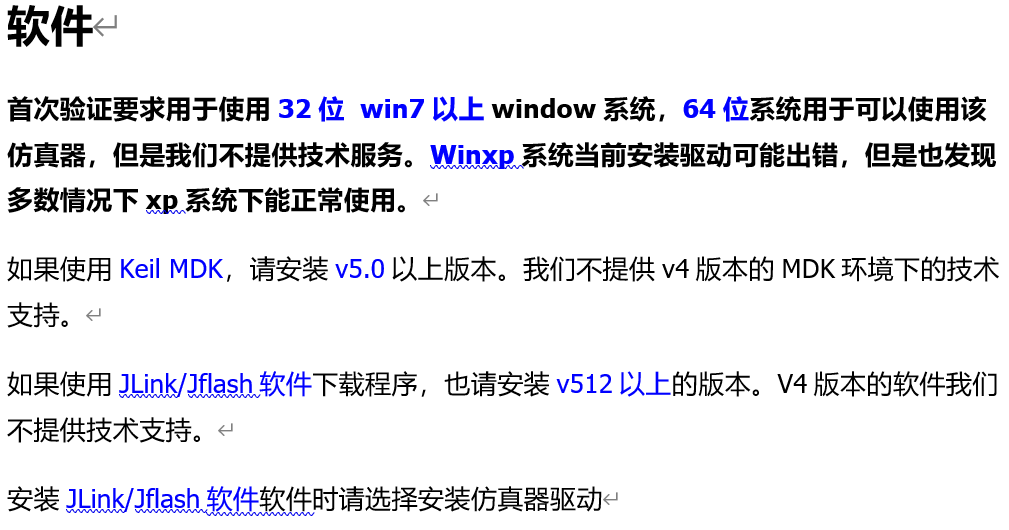 软件
首次验证要求用于使用 32 位  win7 以上 window 系统，64 位系统用于可以使用该
仿真器，但是我们不提供技术服务。Winxp 系统当前安装驱动可能出错，但是也发现
多数情况下 xp 系统下能正常使用。
如果使用 Keil MDK，请安装 v5.0 以上版本。我们不提供 v4 版本的 MDK 环境下的技术
支持。
如果使用 JLink/Jflash 软件下载程序，也请安装 v512 以上的版本。V4 版本的软件我们
不提供技术支持。
安装 JLink/Jflash 软件软件时请选择安装仿真器驱动